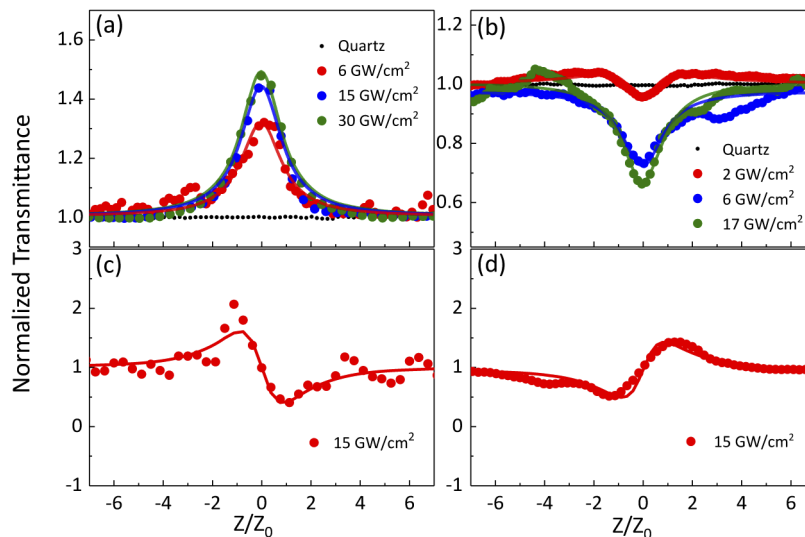 Normalized Transmittance
(a)
1.6
1.4
1.2
1.0
Quartz
6 GW/cm²
15 GW/cm²
30 GW/cm²
(b)
1.2
1.0
0.8
0.6
Quartz
2 GW/cm²
6 GW/cm²
17 GW/cm²
(c)
3
2
1
0
-1
15 GW/cm²
-6 -4 -2 0 2 4 6
Z/Z₀
(d)
3
2
1
0
-1
15 GW/cm²
-6 -4 -2 0 2 4 6
Z/Z₀